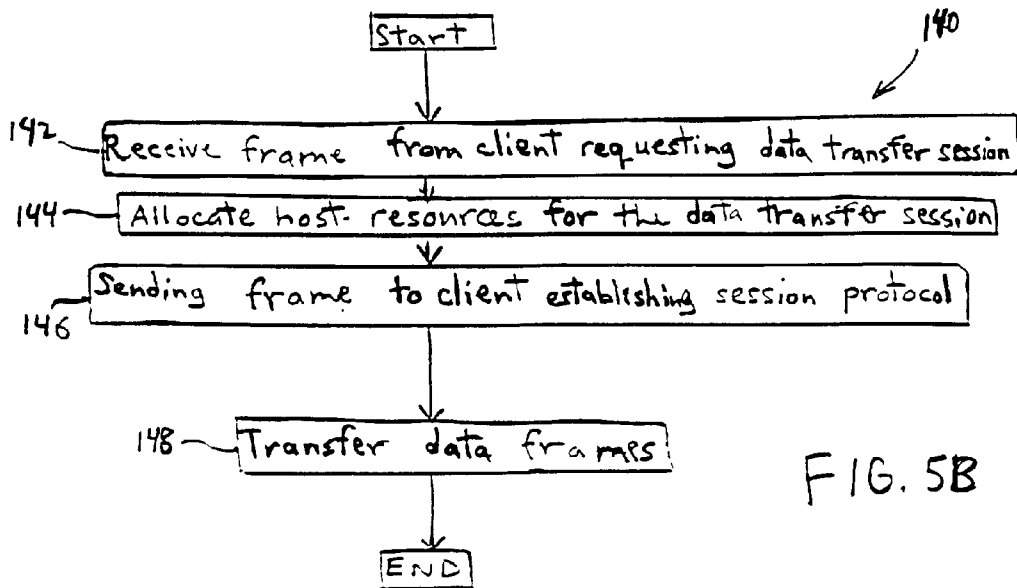 Start
140
142
Receive frame from client requesting data transfer session
144
Allocate host resources for the data transfer session
Sending frame to client establishing session protocol
146
148
Transfer data frames
FIG. 5B
END